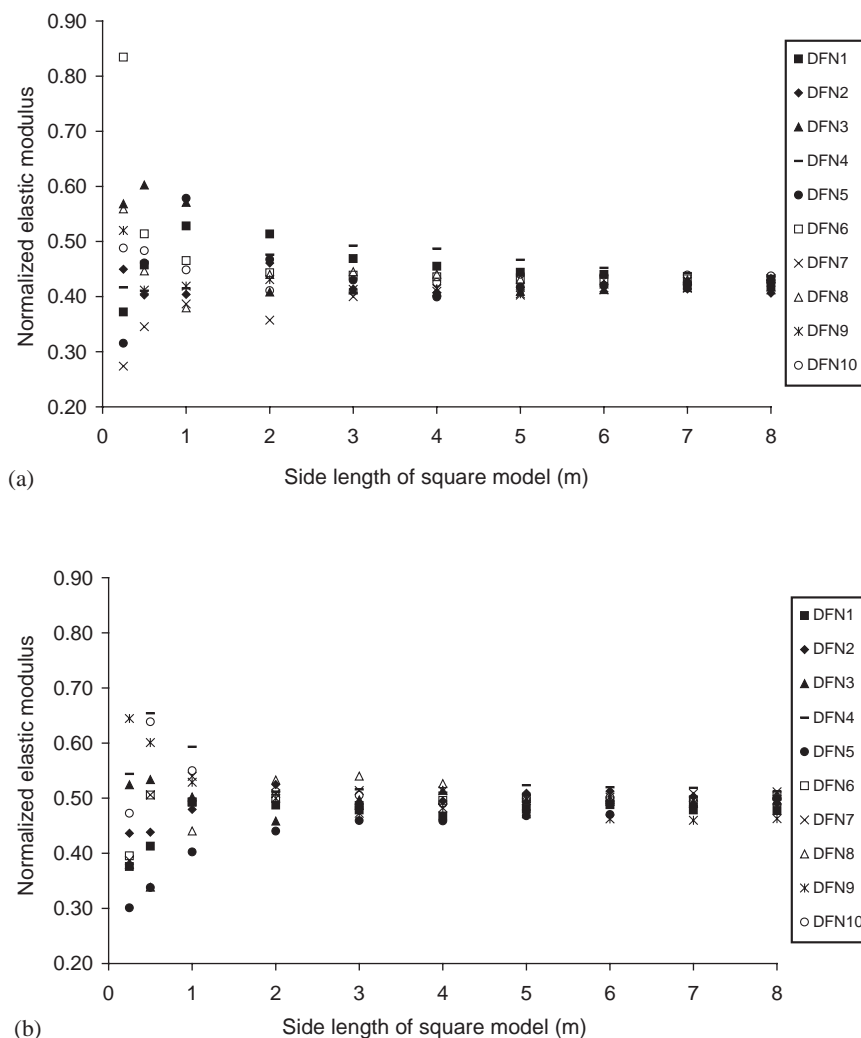 0.90
0.80
0.70
0.60
0.50
0.40
0.30
0.20
Normalized elastic modulus
0 1 2 3 4 5 6 7 8
Side length of square model (m)
DFN1
DFN2
DFN3
DFN4
DFN5
DFN6
DFN7
DFN8
DFN9
DFN10
(a)
0.90
0.80
0.70
0.60
0.50
0.40
0.30
0.20
Normalized elastic modulus
0 1 2 3 4 5 6 7 8
Side length of square model (m)
DFN1
DFN2
DFN3
DFN4
DFN5
DFN6
DFN7
DFN8
DFN9
DFN10
(b)